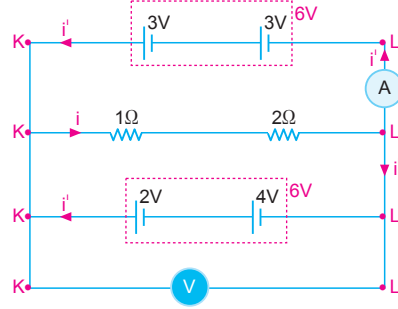 3V 3V 6V
K i' L
i' A
1Ω 2Ω
K i L
i
2V 4V 6V
K i' L
K V L